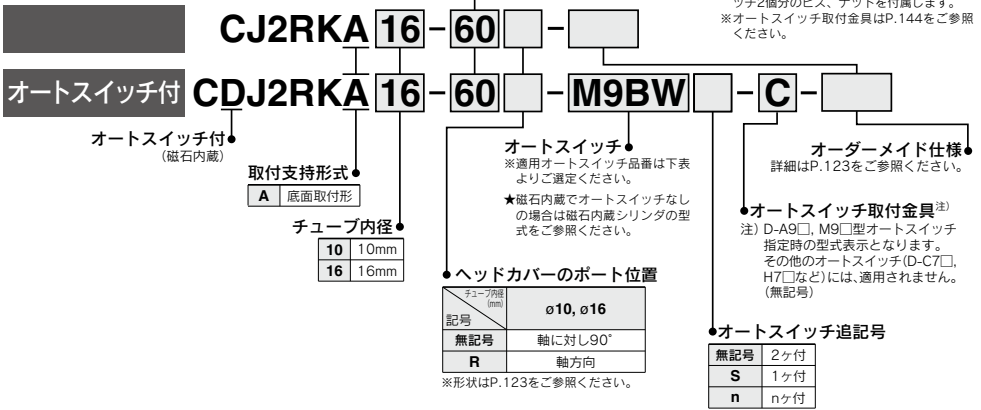 ッチ2個分のビス、ナットを付属します。
※オートスイッチ取付金具はP.144をご参照
ください。
CJ2RKA 16 - 60 □ - □
オートスイッチ付 CDJ2RKA 16 - 60 □ - M9BW □ - C - □
オートスイッチ付
(磁石内蔵)
取付支持形式
A 底面取付形
チューブ内径
10 10mm
16 16mm
ヘッドカバーのポート位置
チューブ内径
(mm)
記号
ø10, ø16
無記号 軸に対し90°
R 軸方向
※形状はP.123をご参照ください。
オートスイッチ
※適用オートスイッチ品番は下表
よりご選定ください。
★磁石内蔵でオートスイッチなし
の場合は磁石内蔵シリンダの型
式をご参照ください。
オートスイッチ追記号
無記号 2ヶ付
S 1ヶ付
n nヶ付
オートスイッチ取付金具注)
注) D-A9□, M9□型オートスイッチ
指定時の型式表示となります。
その他のオートスイッチ(D-C7□,
H7□など)には、適用されません。
(無記号)
オーダーメイド仕様
詳細はP.123をご参照ください。